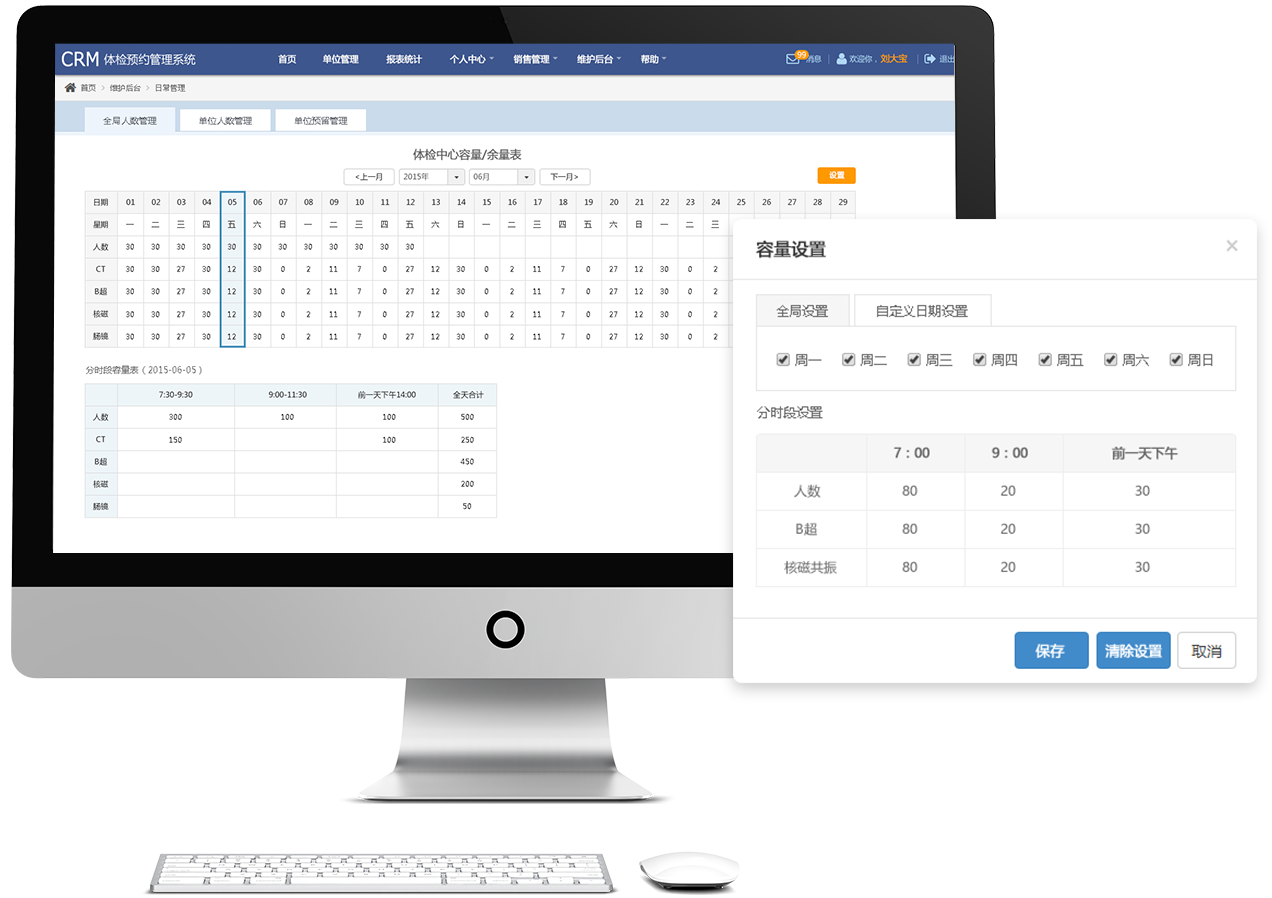 CRM 体检预约管理系统 首页 单位管理 报表统计 个人中心 销售管理 维护后台 帮助 99 消息 欢迎你，刘大宝 退出
首页 > 维护后台 > 日常管理
全局人数管理 单位人数管理 单位预留管理
体检中心容量/余量表
<上一月 2015年 06月 下一月> 设置
日期 01 02 03 04 05 06 07 08 09 10 11 12 13 14 15 16 17 18 19 20 21 22 23 24 25 26 27 28 29
星期 一 二 三 四 五 六 日 一 二 三 四 五 六 日 一 二 三 四 五 六 日 一 二 三
人数 30 30 30 30 30 30 30 30 30 30 30 30
CT 30 30 27 30 12 30 0 2 11 7 0 27 12 30 0 2 11 7 0 27 12 30 0 2
B超 30 30 27 30 12 30 0 2 11 7 0 27 12 30 0 2 11 7 0 27 12 30 0 2
核磁 30 30 27 30 12 30 0 2 11 7 0 27 12 30 0 2 11 7 0 27 12 30 0 2
肠镜 30 30 27 30 12 30 0 2 11 7 0 27 12 30 0 2 11 7 0 27 12 30 0 2
分时段容量表（2015-06-05）
7:30-9:30 9:00-11:30 前一天下午14:00 全天合计
人数 300 100 100 500
CT 150 100 250
B超 450
核磁 200
肠镜 50
容量设置 ×
全局设置 自定义日期设置
周一 周二 周三 周四 周五 周六 周日
分时段设置
7：00 9：00 前一天下午
人数 80 20 30
B超 80 20 30
核磁共振 80 20 30
保存 清除设置 取消